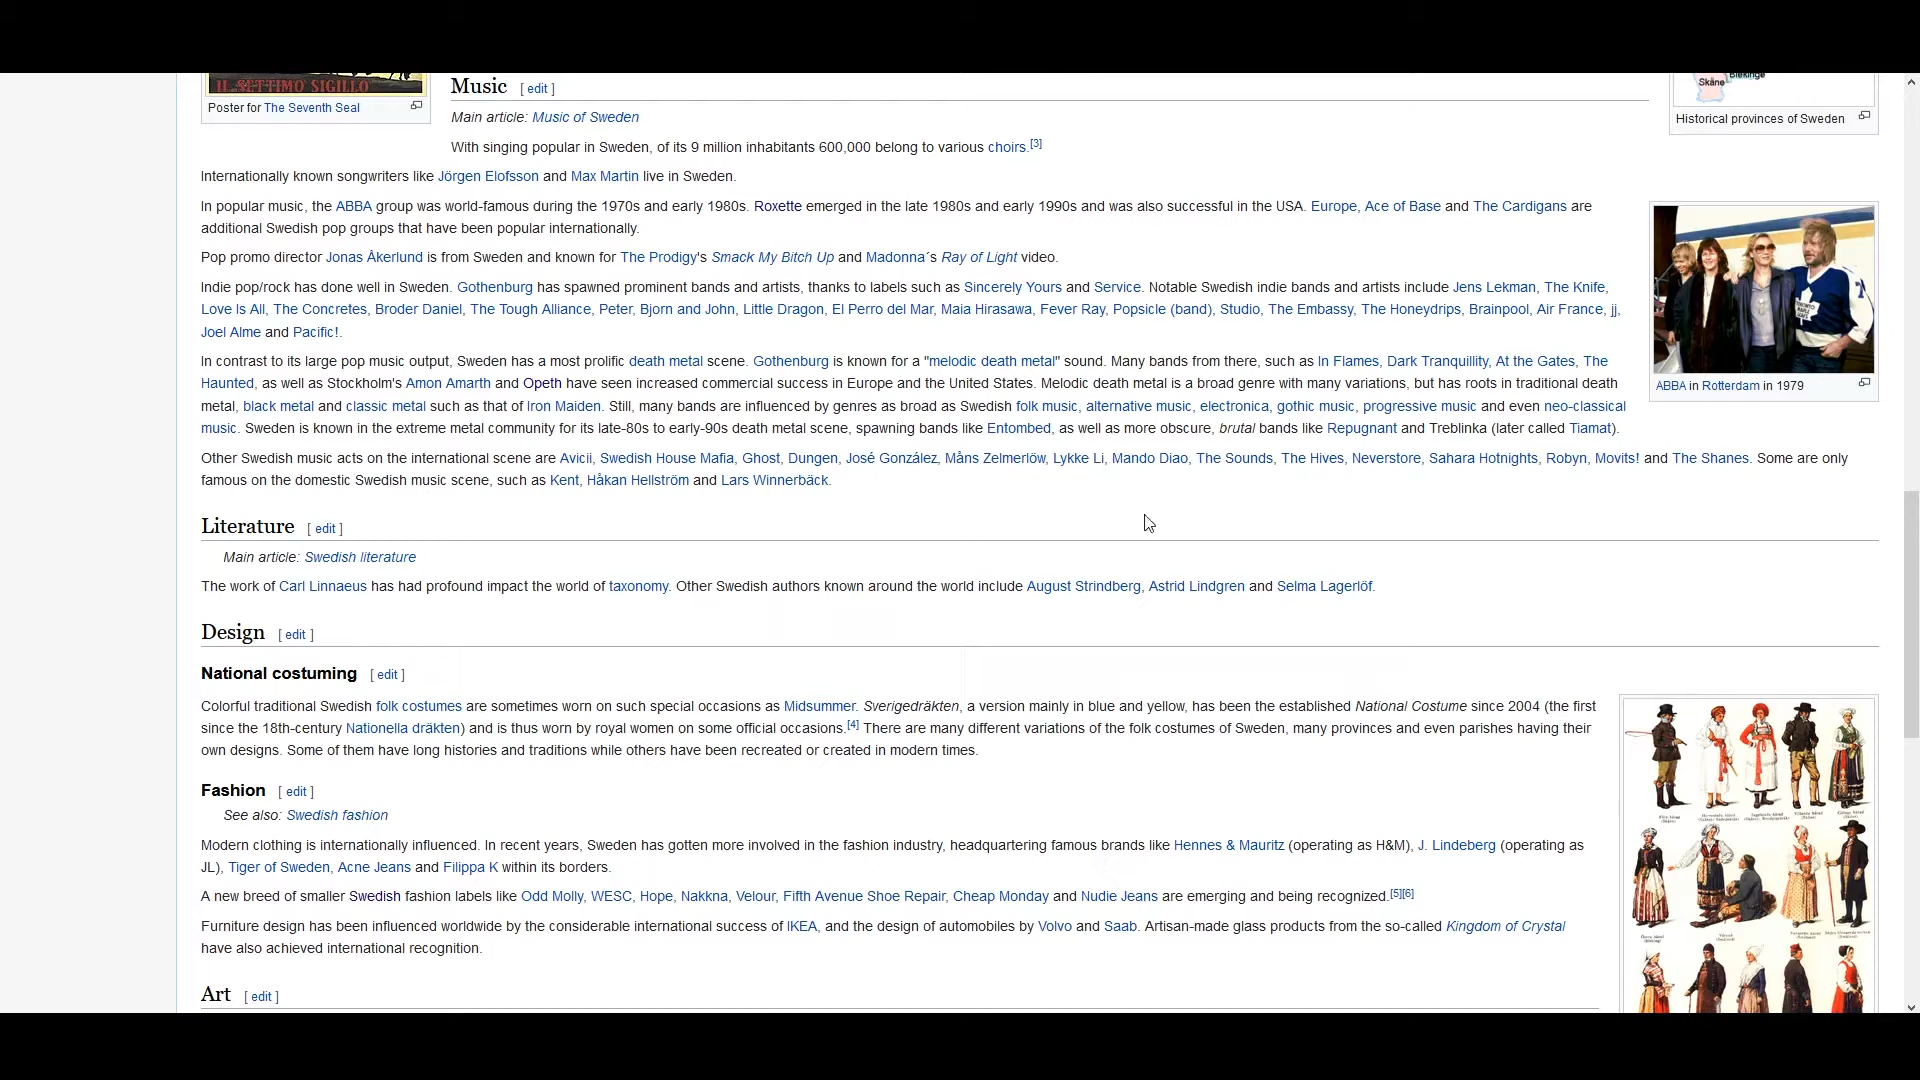 IL SETTIMO SIGILLO
Poster for The Seventh Seal
Music [ edit ]
Main article: Music of Sweden
With singing popular in Sweden, of its 9 million inhabitants 600,000 belong to various choirs.[3]
Skåne
Blekinge
Historical provinces of Sweden
Internationally known songwriters like Jörgen Elofsson and Max Martin live in Sweden.
In popular music, the ABBA group was world-famous during the 1970s and early 1980s. Roxette emerged in the late 1980s and early 1990s and was also successful in the USA. Europe, Ace of Base and The Cardigans are
additional Swedish pop groups that have been popular internationally.
Pop promo director Jonas Åkerlund is from Sweden and known for The Prodigy's Smack My Bitch Up and Madonna´s Ray of Light video.
Indie pop/rock has done well in Sweden. Gothenburg has spawned prominent bands and artists, thanks to labels such as Sincerely Yours and Service. Notable Swedish indie bands and artists include Jens Lekman, The Knife,
Love Is All, The Concretes, Broder Daniel, The Tough Alliance, Peter, Bjorn and John, Little Dragon, El Perro del Mar, Maia Hirasawa, Fever Ray, Popsicle (band), Studio, The Embassy, The Honeydrips, Brainpool, Air France, jj,
Joel Alme and Pacific!.
In contrast to its large pop music output, Sweden has a most prolific death metal scene. Gothenburg is known for a "melodic death metal" sound. Many bands from there, such as In Flames, Dark Tranquillity, At the Gates, The
Haunted, as well as Stockholm's Amon Amarth and Opeth have seen increased commercial success in Europe and the United States. Melodic death metal is a broad genre with many variations, but has roots in traditional death
metal, black metal and classic metal such as that of Iron Maiden. Still, many bands are influenced by genres as broad as Swedish folk music, alternative music, electronica, gothic music, progressive music and even neo-classical
music. Sweden is known in the extreme metal community for its late-80s to early-90s death metal scene, spawning bands like Entombed, as well as more obscure, brutal bands like Repugnant and Treblinka (later called Tiamat).
TORONTO
MAPLE
LEAFS
7
ABBA in Rotterdam in 1979
Other Swedish music acts on the international scene are Avicii, Swedish House Mafia, Ghost, Dungen, José González, Måns Zelmerlöw, Lykke Li, Mando Diao, The Sounds, The Hives, Neverstore, Sahara Hotnights, Robyn, Movits! and The Shanes. Some are only
famous on the domestic Swedish music scene, such as Kent, Håkan Hellström and Lars Winnerbäck.
Literature [ edit ]
Main article: Swedish literature
The work of Carl Linnaeus has had profound impact the world of taxonomy. Other Swedish authors known around the world include August Strindberg, Astrid Lindgren and Selma Lagerlöf.
Design [ edit ]
National costuming [ edit ]
Colorful traditional Swedish folk costumes are sometimes worn on such special occasions as Midsummer. Sverigedräkten, a version mainly in blue and yellow, has been the established National Costume since 2004 (the first
since the 18th-century Nationella dräkten) and is thus worn by royal women on some official occasions.[4] There are many different variations of the folk costumes of Sweden, many provinces and even parishes having their
own designs. Some of them have long histories and traditions while others have been recreated or created in modern times.
Fashion [ edit ]
See also: Swedish fashion
Modern clothing is internationally influenced. In recent years, Sweden has gotten more involved in the fashion industry, headquartering famous brands like Hennes & Mauritz (operating as H&M), J. Lindeberg (operating as
JL), Tiger of Sweden, Acne Jeans and Filippa K within its borders.
A new breed of smaller Swedish fashion labels like Odd Molly, WESC, Hope, Nakkna, Velour, Fifth Avenue Shoe Repair, Cheap Monday and Nudie Jeans are emerging and being recognized.[5][6]
Furniture design has been influenced worldwide by the considerable international success of IKEA, and the design of automobiles by Volvo and Saab. Artisan-made glass products from the so-called Kingdom of Crystal
have also achieved international recognition.
Art [ edit ]